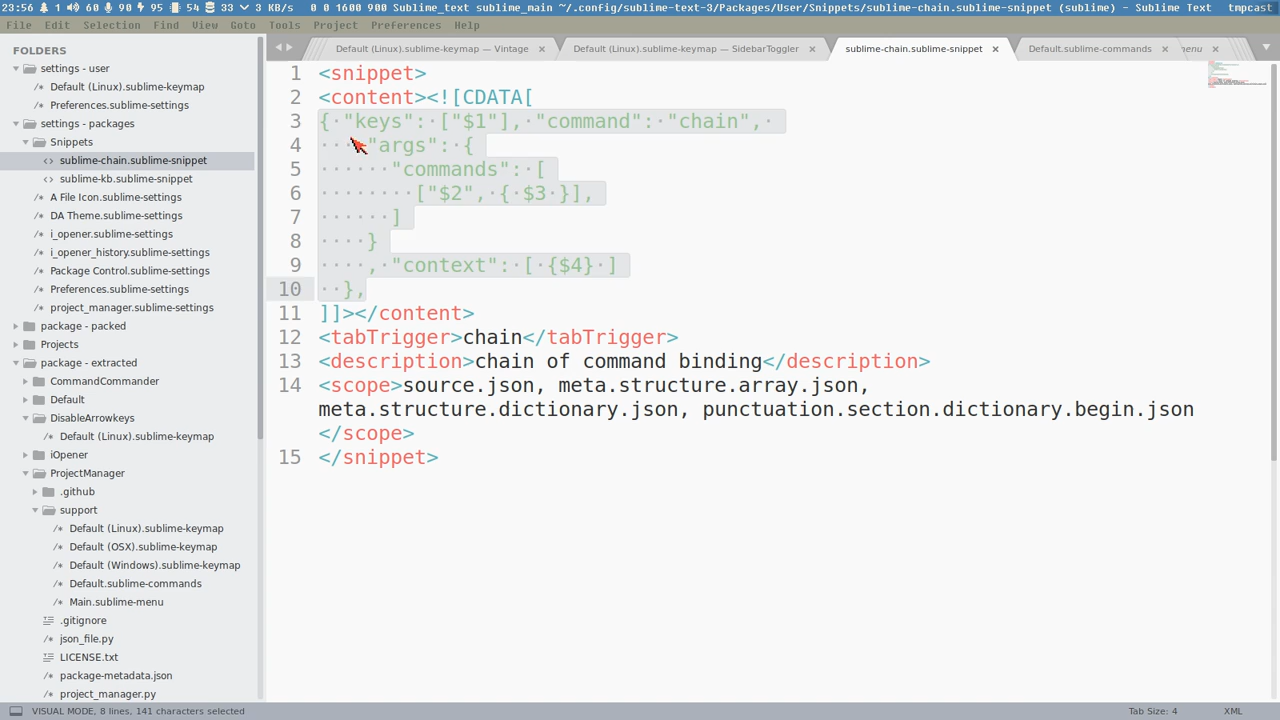 23:56 1 60 90 95 54 33 3 KB/s 0 0 1600 900 Sublime_text sublime_main ~/.config/sublime-text-3/Packages/User/Snippets/sublime-chain.sublime-snippet (sublime) - Sublime Text tmpcast
File Edit Selection Find View Goto Tools Project Preferences Help
FOLDERS
settings - user
Default (Linux).sublime-keymap
Preferences.sublime-settings
settings - packages
Snippets
sublime-chain.sublime-snippet
sublime-kb.sublime-snippet
A File Icon.sublime-settings
DA Theme.sublime-settings
i_opener.sublime-settings
i_opener_history.sublime-settings
Package Control.sublime-settings
Preferences.sublime-settings
project_manager.sublime-settings
package - packed
Projects
package - extracted
CommandCommander
Default
DisableArrowkeys
Default (Linux).sublime-keymap
iOpener
ProjectManager
.github
support
Default (Linux).sublime-keymap
Default (OSX).sublime-keymap
Default (Windows).sublime-keymap
Default.sublime-commands
Main.sublime-menu
.gitignore
json_file.py
LICENSE.txt
package-metadata.json
project_manager.py
Default (Linux).sublime-keymap — Vintage
Default (Linux).sublime-keymap — SidebarToggler
sublime-chain.sublime-snippet
Default.sublime-commands
enu
1 <snippet>
2 <content><![CDATA[
3 { "keys": ["$1"], "command": "chain",
4 "args": {
5 "commands": [
6 ["$2", { $3 }],
7 ]
8 }
9 , "context": [ {$4} ]
10 },
11 ]]></content>
12 <tabTrigger>chain</tabTrigger>
13 <description>chain of command binding</description>
14 <scope>source.json, meta.structure.array.json,
meta.structure.dictionary.json, punctuation.section.dictionary.begin.json
</scope>
15 </snippet>
VISUAL MODE, 8 lines, 141 characters selected
Tab Size: 4
XML